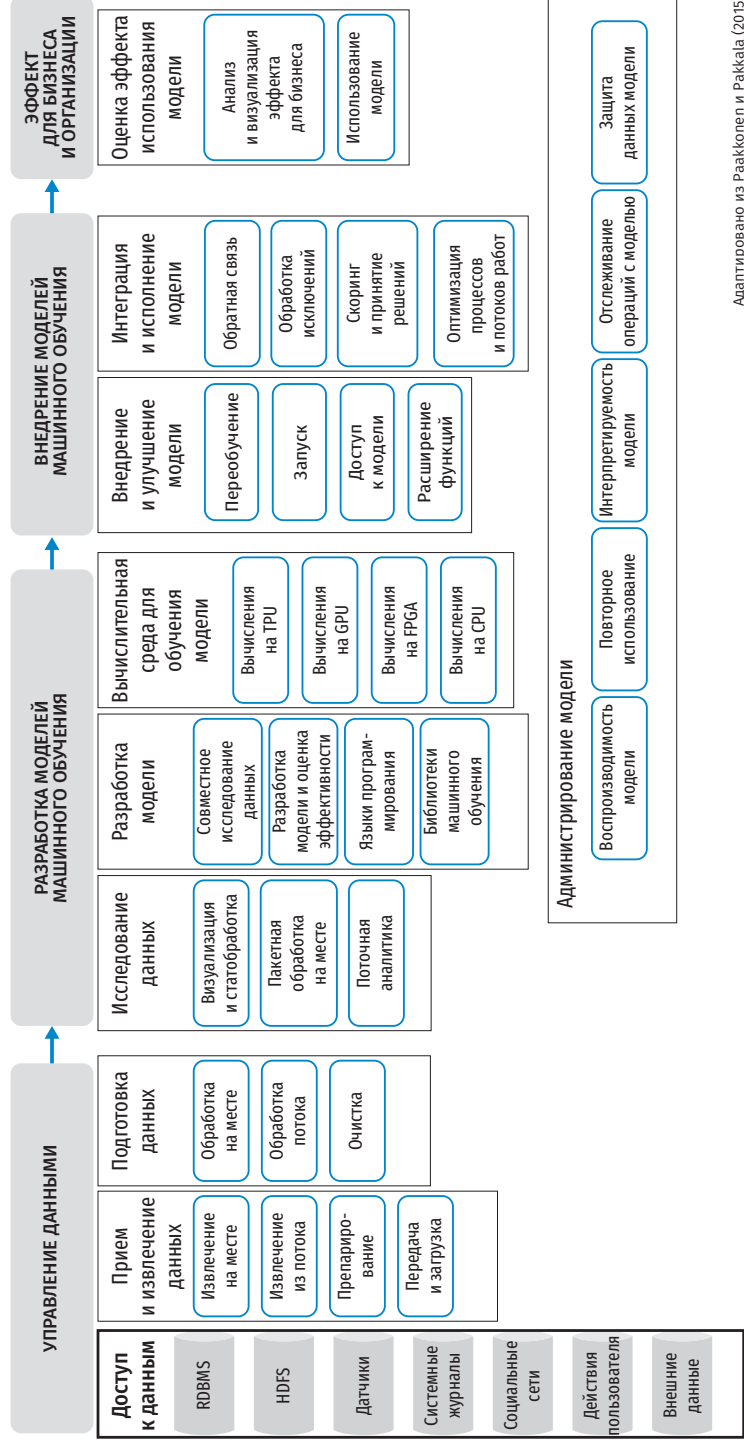 УПРАВЛЕНИЕ ДАННЫМИ
РАЗРАБОТКА МОДЕЛЕЙ
МАШИННОГО ОБУЧЕНИЯ
ВНЕДРЕНИЕ МОДЕЛЕЙ
МАШИННОГО ОБУЧЕНИЯ
ЭФФЕКТ
ДЛЯ БИЗНЕСА
И ОРГАНИЗАЦИИ
Доступ
к данным
RDBMS
HDFS
Датчики
Системные
журналы
Социальные
сети
Действия
пользователя
Внешние
данные
Прием
и извлечение
данных
Извлечение
на месте
Извлечение
из потока
Препариро-
вание
Передача
и загрузка
Подготовка
данных
Обработка
на месте
Обработка
потока
Очистка
Исследование
данных
Визуализация
и статобработка
Пакетная
обработка
на месте
Поточная
аналитика
Разработка
модели
Совместное
исследование
данных
Разработка
модели и оценка
эффективности
Языки програм-
мирования
Библиотеки
машинного
обучения
Вычислительная
среда для
обучения
модели
Вычисления
на TPU
Вычисления
на GPU
Вычисления
на FPGA
Вычисления
на CPU
Внедрение
и улучшение
модели
Переобучение
Запуск
Доступ
к модели
Расширение
функций
Интеграция
и исполнение
модели
Обратная связь
Обработка
исключений
Скоринг
и принятие
решений
Оптимизация
процессов
и потоков работ
Оценка эффекта
использования
модели
Анализ
и визуализация
эффекта
для бизнеса
Использование
модели
Администрирование модели
Воспроизводимость
модели
Повторное
использование
Интерпретируемость
модели
Отслеживание
операций с моделью
Защита
данных модели
Адаптировано из Paakkonen и Pakkala (2015